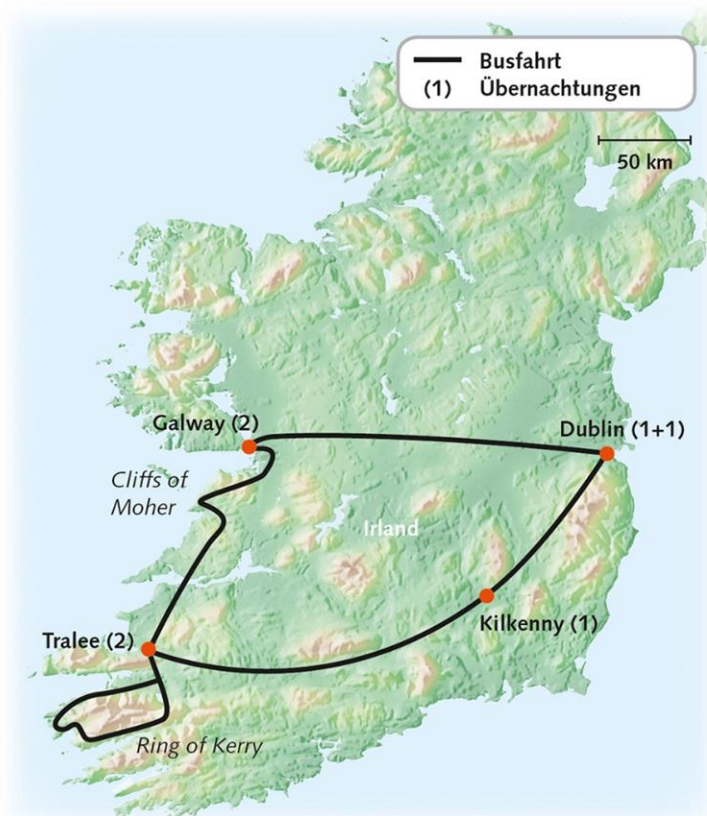 Busfahrt
(1) Übernachtungen
50 km
Galway (2)
Dublin (1+1)
Cliffs of
Moher
Irland
Kilkenny (1)
Tralee (2)
Ring of Kerry